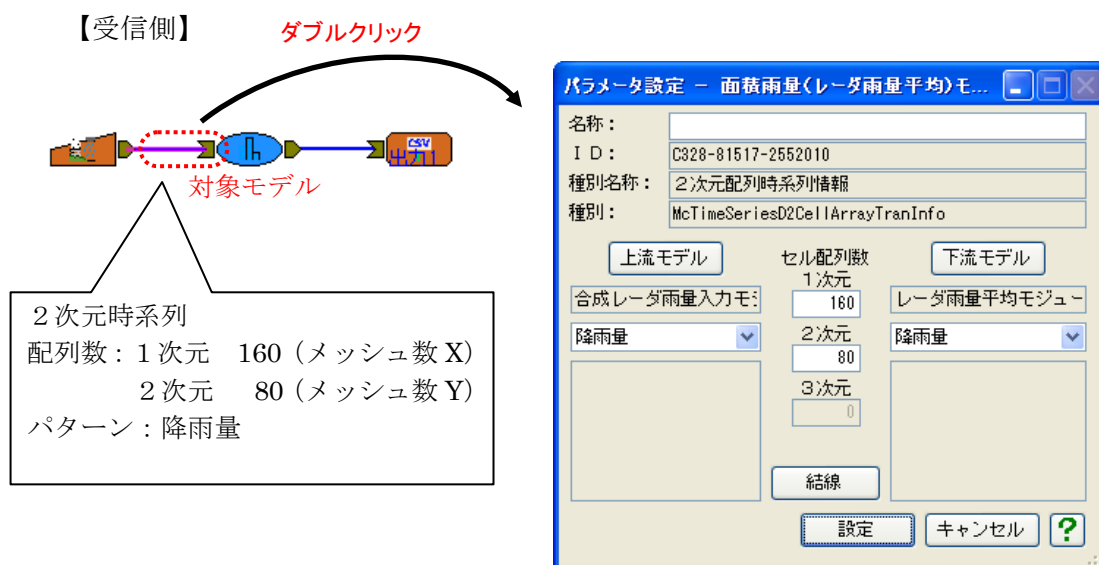 【受信側】
ダブルクリック
CSV
出力1
対象モデル
２次元時系列
配列数：１次元　160（メッシュ数 X）
２次元　80（メッシュ数 Y）
パターン：降雨量
パラメータ設定 － 面積雨量(レーダ雨量平均)モ...
名称：
ＩＤ： C328-81517-2552010
種別名称： ２次元配列時系列情報
種別： McTimeSeriesD2CellArrayTranInfo
上流モデル
セル配列数
下流モデル
１次元
合成レーダ雨量入力モジ
160
レーダ雨量平均モジュー
降雨量
２次元
降雨量
80
３次元
0
結線
設定
キャンセル
?